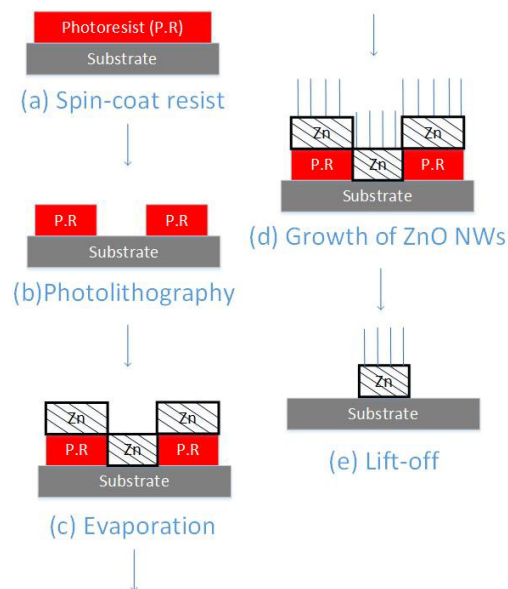 Photoresist (P.R)
Substrate
(a) Spin-coat resist
P.R P.R
Substrate
(b)Photolithography
Zn Zn
P.R Zn P.R
Substrate
(c) Evaporation
Zn Zn
P.R Zn P.R
Substrate
(d) Growth of ZnO NWs
Zn
Substrate
(e) Lift-off